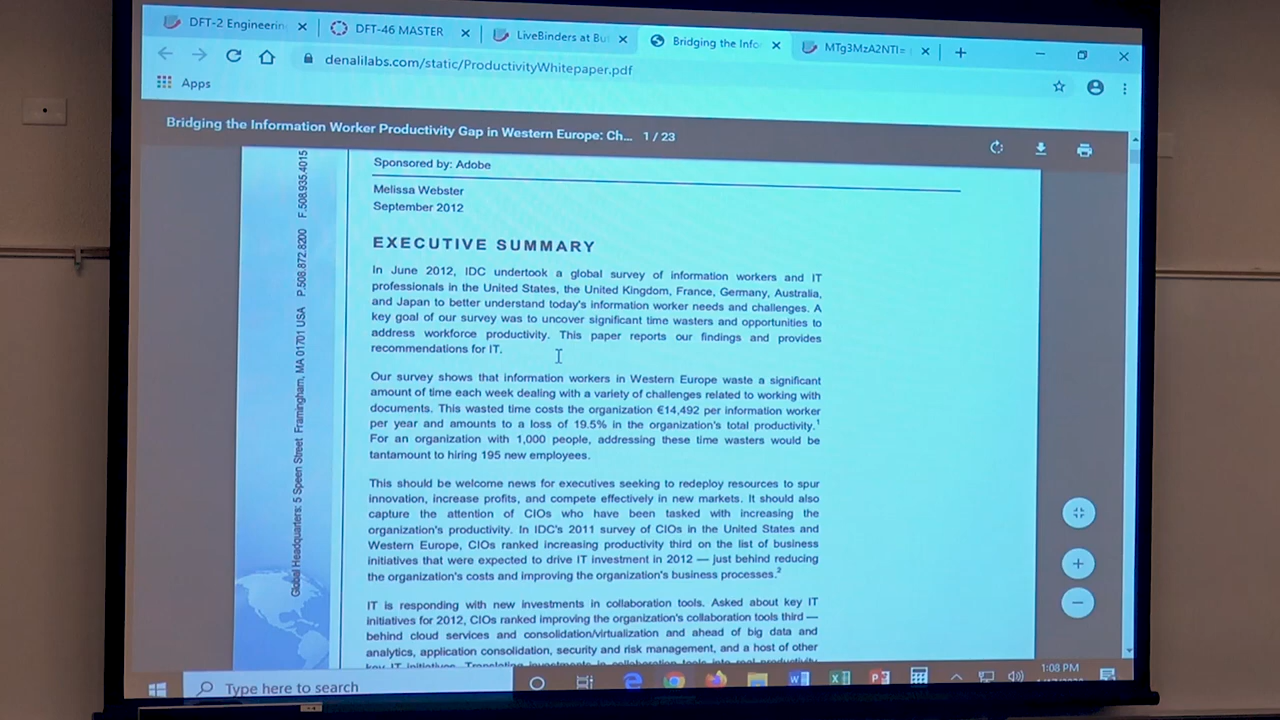 DFT-2 Engineerin
DFT-46 MASTER
LiveBinders at Bu
Bridging the Info
MTg3MzA2NTI=
denalilabs.com/static/ProductivityWhitepaper.pdf
Apps
Bridging the Information Worker Productivity Gap in Western Europe: Ch... 1 / 23
Global Headquarters: 5 Speen Street Framingham, MA 01701 USA P.508.872.8200 F.508.935.4015
Sponsored by: Adobe
Melissa Webster
September 2012
EXECUTIVE SUMMARY
In June 2012, IDC undertook a global survey of information workers and IT
professionals in the United States, the United Kingdom, France, Germany, Australia,
and Japan to better understand today's information worker needs and challenges. A
key goal of our survey was to uncover significant time wasters and opportunities to
address workforce productivity. This paper reports our findings and provides
recommendations for IT.
Our survey shows that information workers in Western Europe waste a significant
amount of time each week dealing with a variety of challenges related to working with
documents. This wasted time costs the organization €14,492 per information worker
per year and amounts to a loss of 19.5% in the organization's total productivity.¹
For an organization with 1,000 people, addressing these time wasters would be
tantamount to hiring 195 new employees.
This should be welcome news for executives seeking to redeploy resources to spur
innovation, increase profits, and compete effectively in new markets. It should also
capture the attention of CIOs who have been tasked with increasing the
organization's productivity. In IDC's 2011 survey of CIOs in the United States and
Western Europe, CIOs ranked increasing productivity third on the list of business
initiatives that were expected to drive IT investment in 2012 — just behind reducing
the organization's costs and improving the organization's business processes.²
IT is responding with new investments in collaboration tools. Asked about key IT
initiatives for 2012, CIOs ranked improving the organization's collaboration tools third —
behind cloud services and consolidation/virtualization and ahead of big data and
analytics, application consolidation, security and risk management, and a host of other
key IT initiatives. Translating investments in collaboration tools into real productivity
Type here to search
1:08 PM